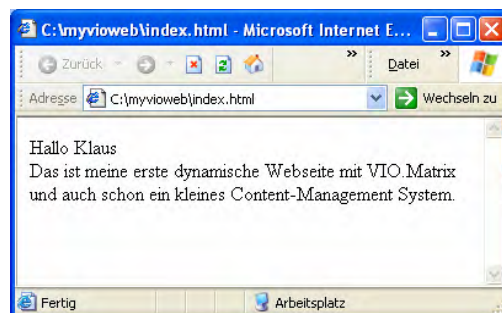 C:\myvioweb\index.html - Microsoft Internet E...
Zurück
»
Datei
»
Adresse C:\myvioweb\index.html
Wechseln zu
Hallo Klaus
Das ist meine erste dynamische Webseite mit VIO.Matrix
und auch schon ein kleines Content-Management System.
Fertig
Arbeitsplatz